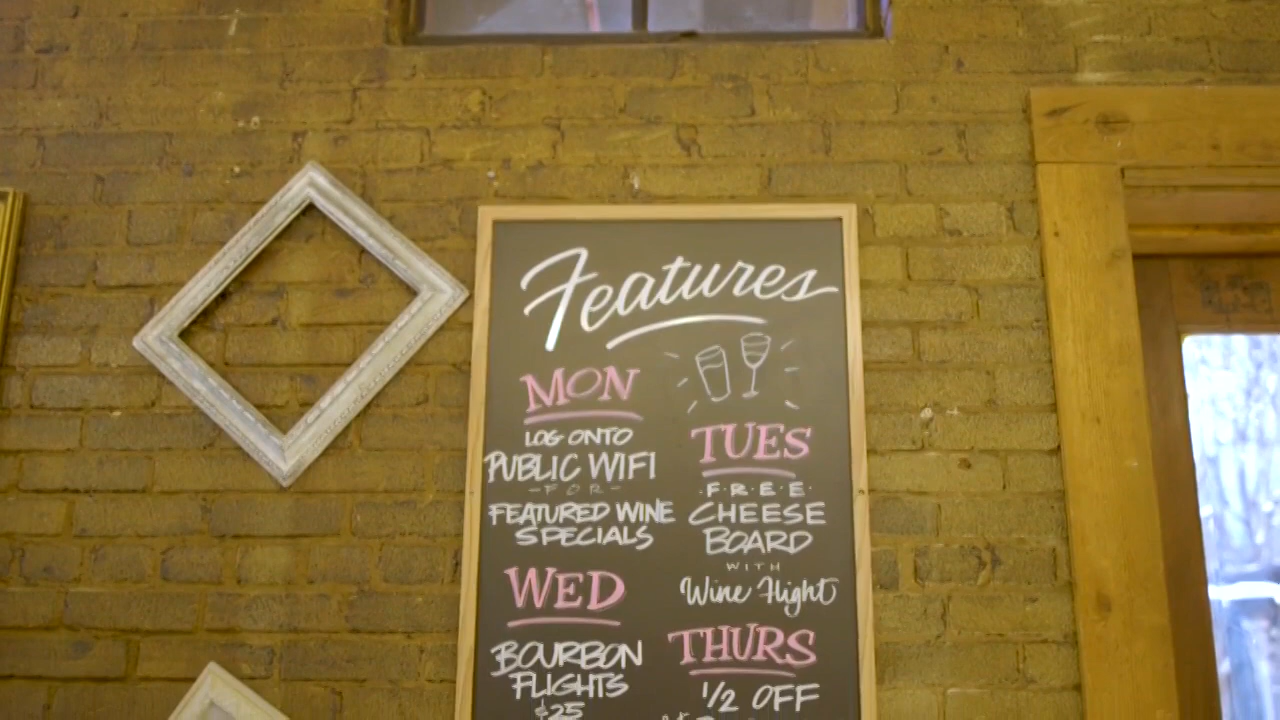 Features
MON
LOG ONTO
PUBLIC WIFI
-FOR-
FEATURED WINE
SPECIALS
TUES
FREE
CHEESE
BOARD
WITH
Wine Flight
WED
BOURBON
FLIGHTS
$25
THURS
1/2 OFF